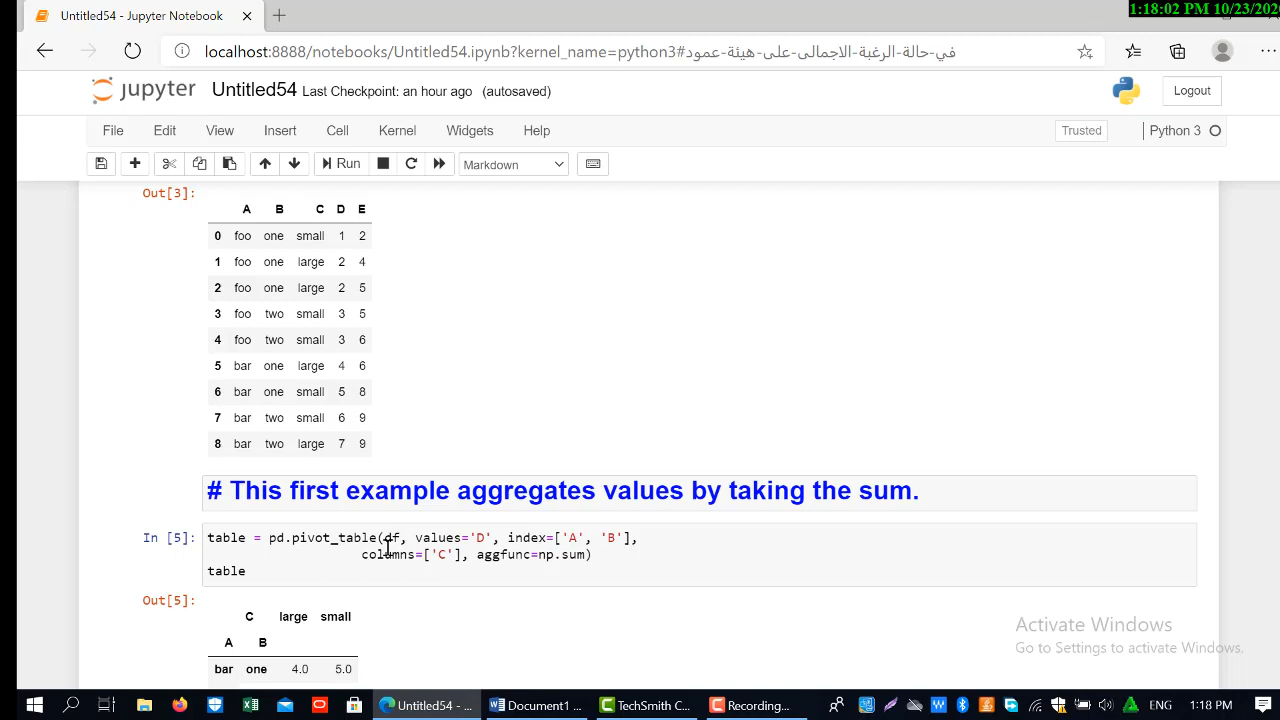 1:18:02 PM 10/23/202
Untitled54 - Jupyter Notebook
localhost:8888/notebooks/Untitled54.ipynb?kernel_name=python3#في-حالة-الرغبة-الاجمالى-على-هيئة-عمود
jupyter Untitled54 Last Checkpoint: an hour ago (autosaved)
Logout
File Edit View Insert Cell Kernel Widgets Help
Trusted
Python 3
Run
Markdown
Out[3]:
A B C D E
0 foo one small 1 2
1 foo one large 2 4
2 foo one large 2 5
3 foo two small 3 5
4 foo two small 3 6
5 bar one large 4 6
6 bar one small 5 8
7 bar two small 6 9
8 bar two large 7 9
# This first example aggregates values by taking the sum.
In [5]: table = pd.pivot_table(df, values='D', index=['A', 'B'],
columns=['C'], aggfunc=np.sum)
table
Out[5]:
C large small
A B
bar one 4.0 5.0
Activate Windows
Go to Settings to activate Windows.
Untitled54 - ...
Document1 ...
TechSmith C...
Recording...
ENG
1:18 PM